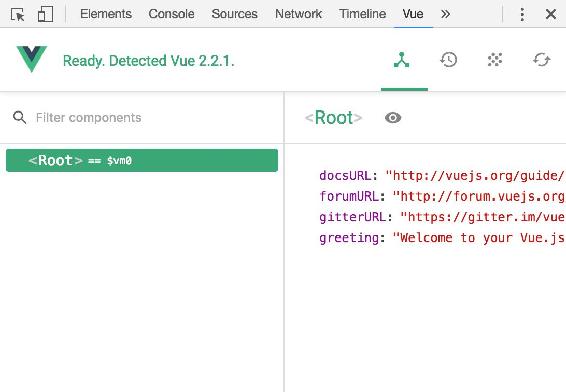 Elements Console Sources Network Timeline Vue »
Ready. Detected Vue 2.2.1.
Filter components
<Root>
<Root> == $vm0
docsURL: "http://vuejs.org/guide/
forumURL: "http://forum.vuejs.org
gitterURL: "https://gitter.im/vue
greeting: "Welcome to your Vue.js